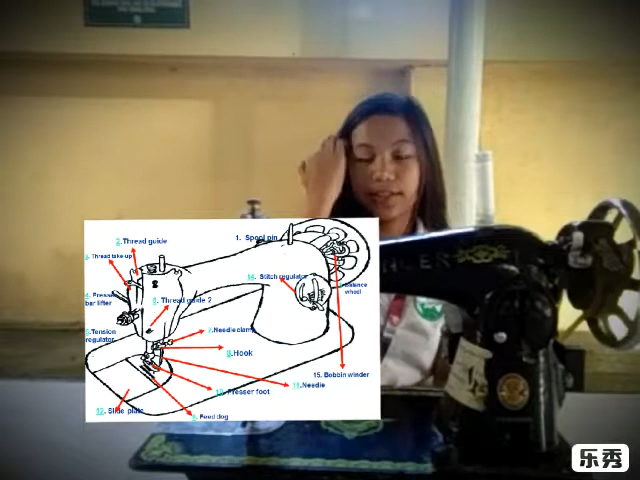 2.Thread guide
1. Spool pin
Thread take-up
14. Stitch regulator
Balance
wheel
4. Presser
bar lifter
6. Thread guide 2
5.Tension
regulator
7.Needle clamp
8.Hook
15. Bobbin winder
11.Needle
10. Presser foot
12. Slide plate
9. Feed dog
SINGER
乐秀